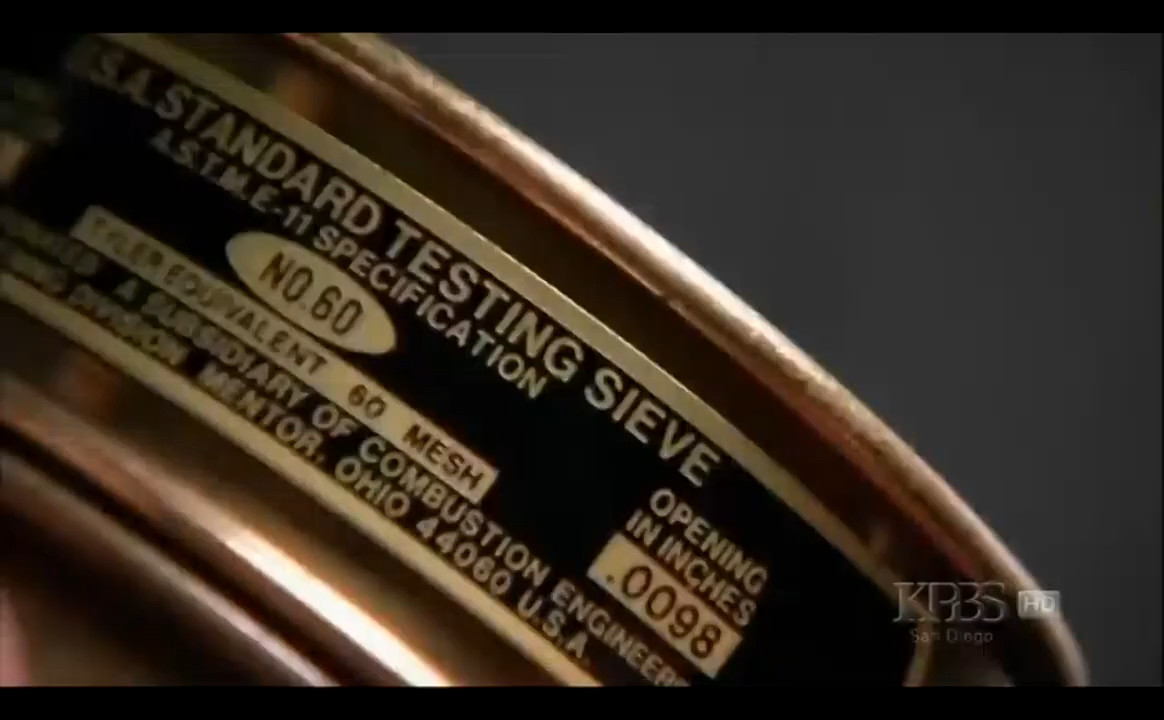 U.S.A. STANDARD TESTING SIEVE
A.S.T.M. E-11 SPECIFICATION
NO.60
TYLER EQUIVALENT 60 MESH
A SUBSIDIARY OF COMBUSTION ENGINEERI
DIVISION MENTOR, OHIO 44060 U.S.A.
OPENING
IN INCHES
.0098
KPBS HD
San Diego